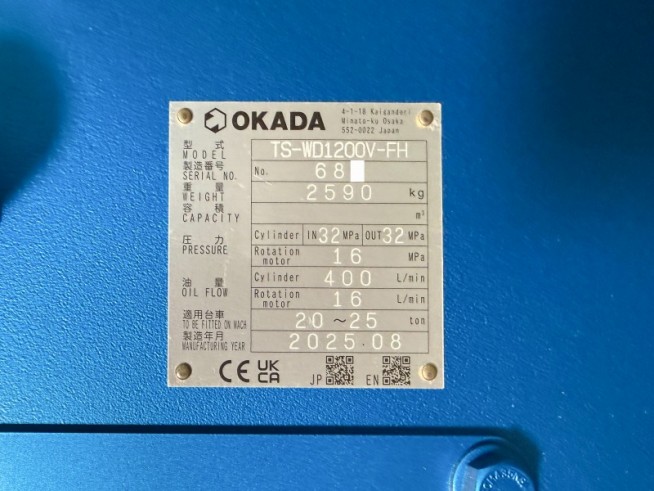 OKADA
4-1-18 Kaigandori
Minato-ku Osaka
552-0022 Japan
型式 MODEL TS-WD1200V-FH
製造番号 SERIAL NO. No. 68
重量 WEIGHT 2590 kg
容積 CAPACITY m³
圧力 PRESSURE Cylinder IN 32 MPa OUT 32 MPa
Rotation motor 16 MPa
油量 OIL FLOW Cylinder 400 L/min
Rotation motor 16 L/min
適用台車 TO BE FITTED ON MACH 20~25 ton
製造年月 MANUFACTURING YEAR 2025.08
CE UKCA JP EN